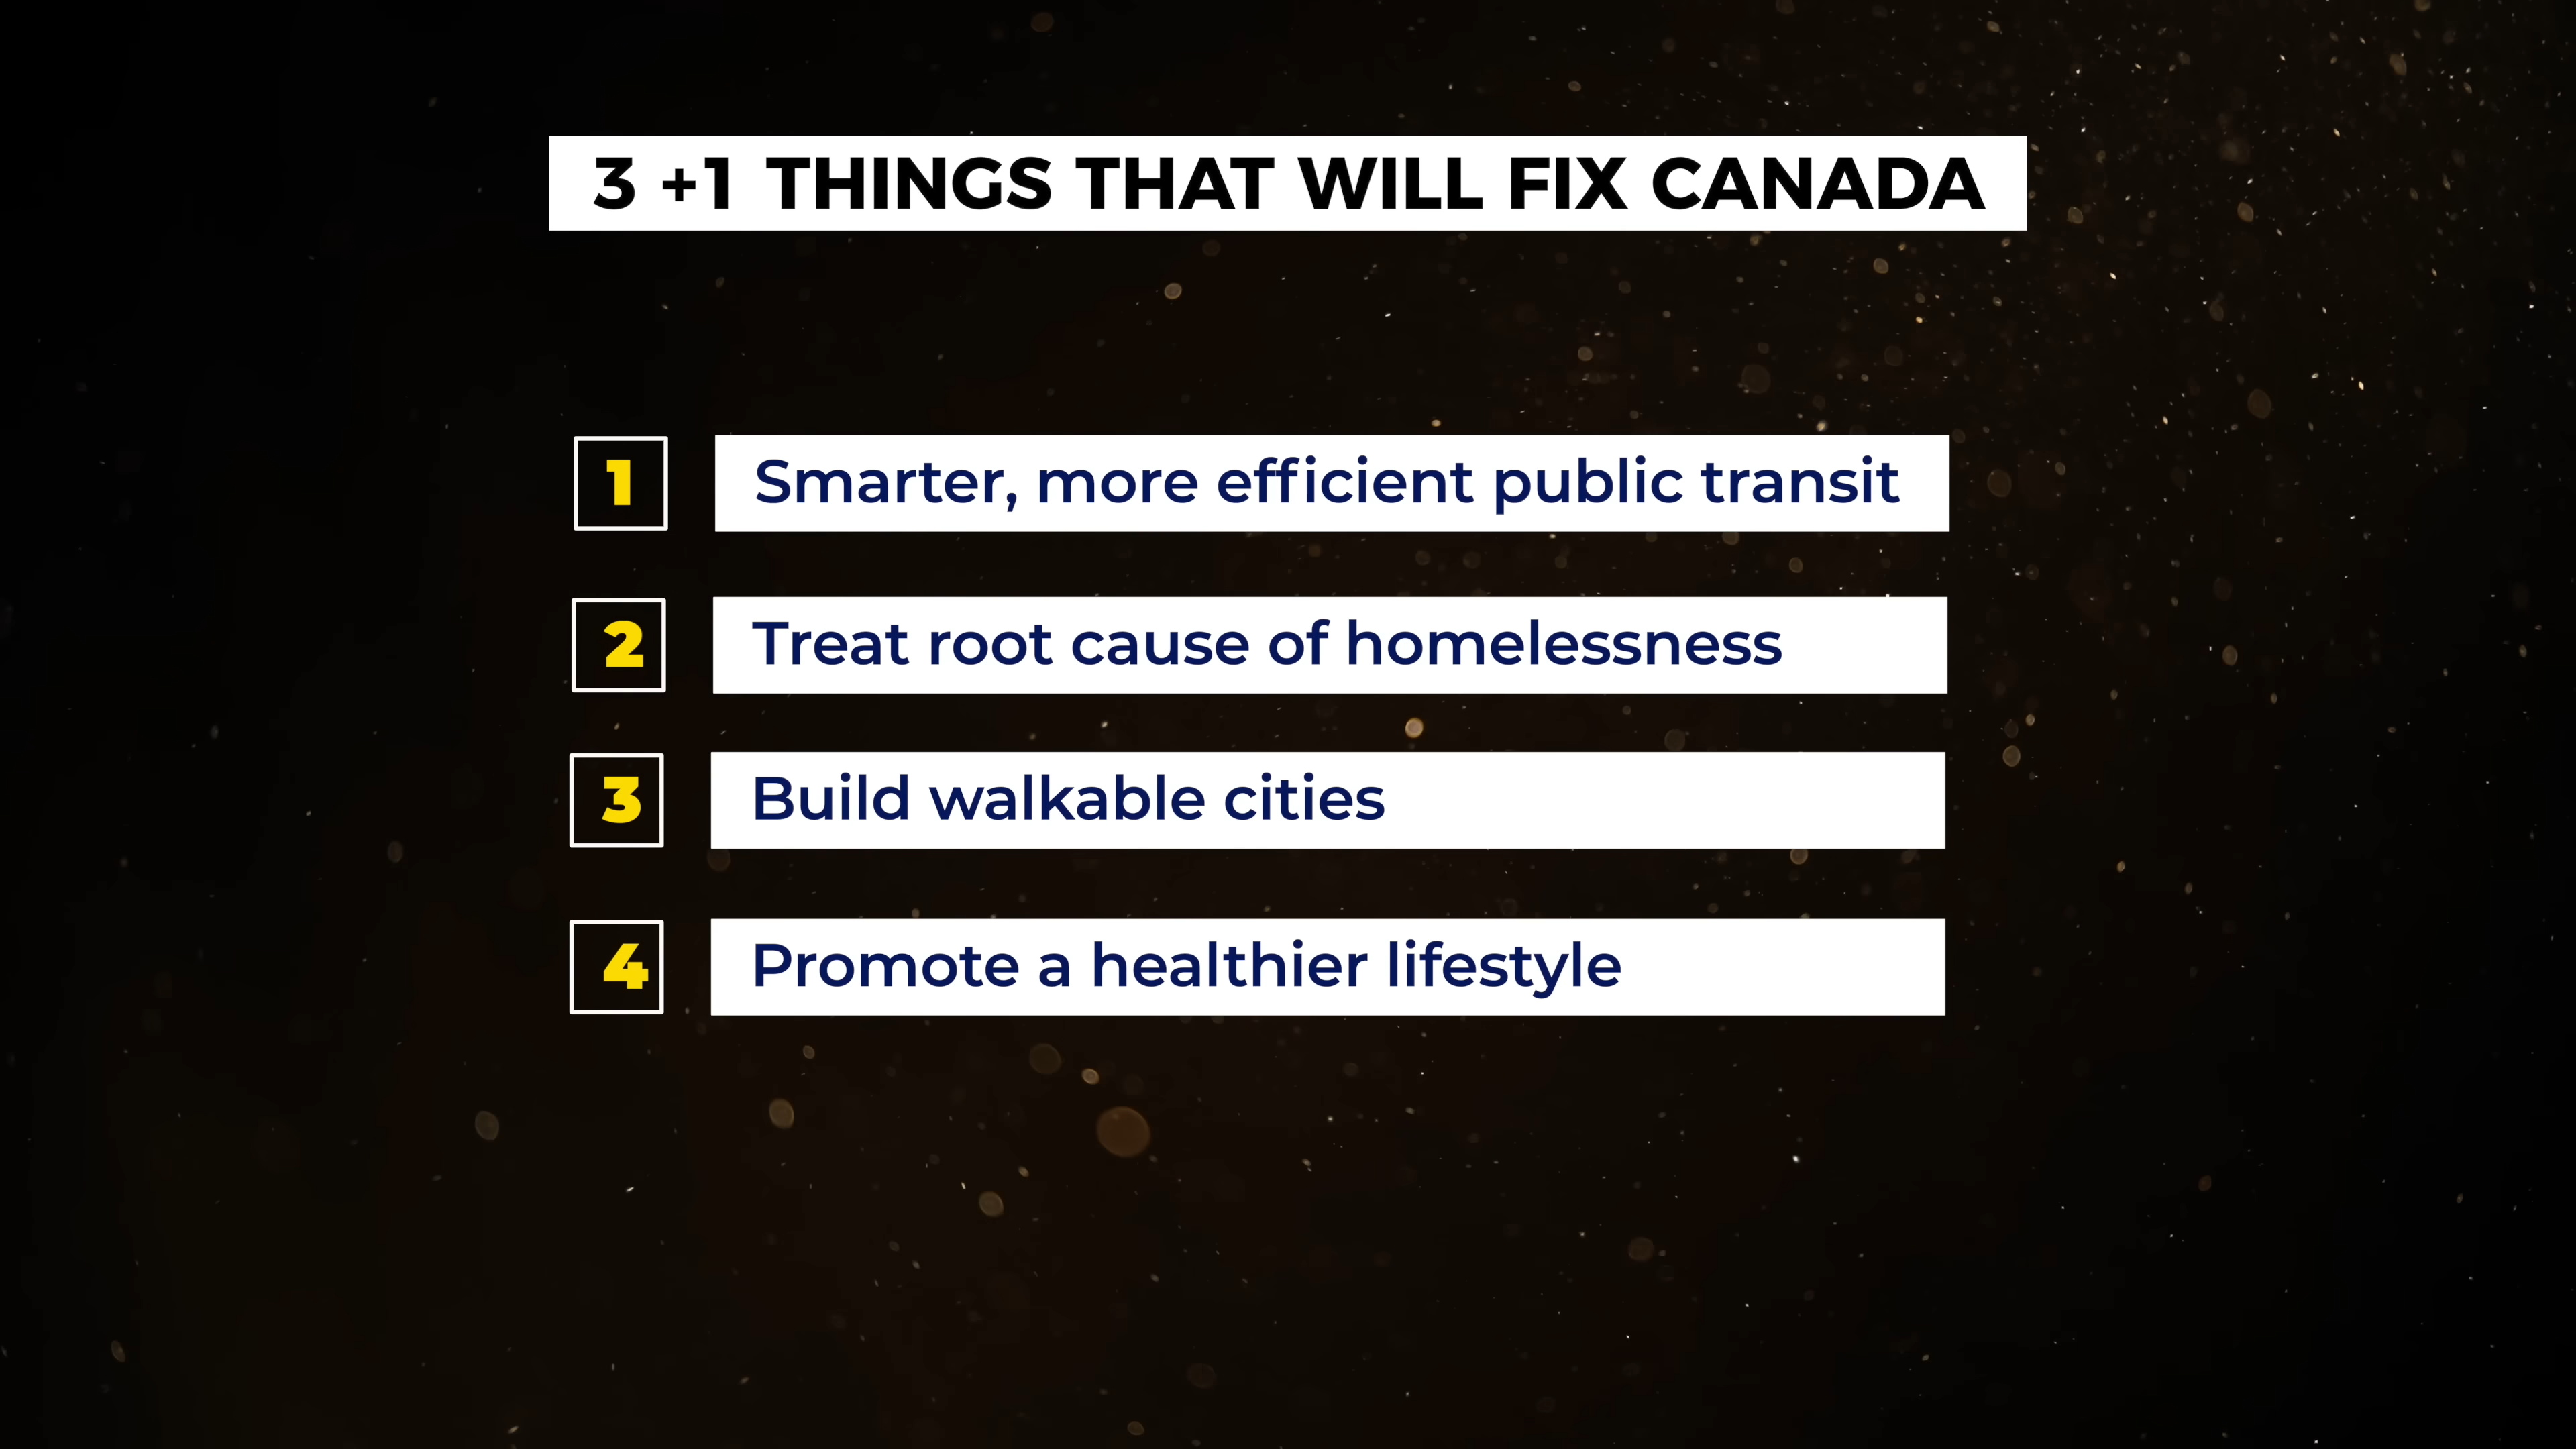 3 +1 THINGS THAT WILL FIX CANADA
1 Smarter, more efficient public transit
2 Treat root cause of homelessness
3 Build walkable cities
4 Promote a healthier lifestyle